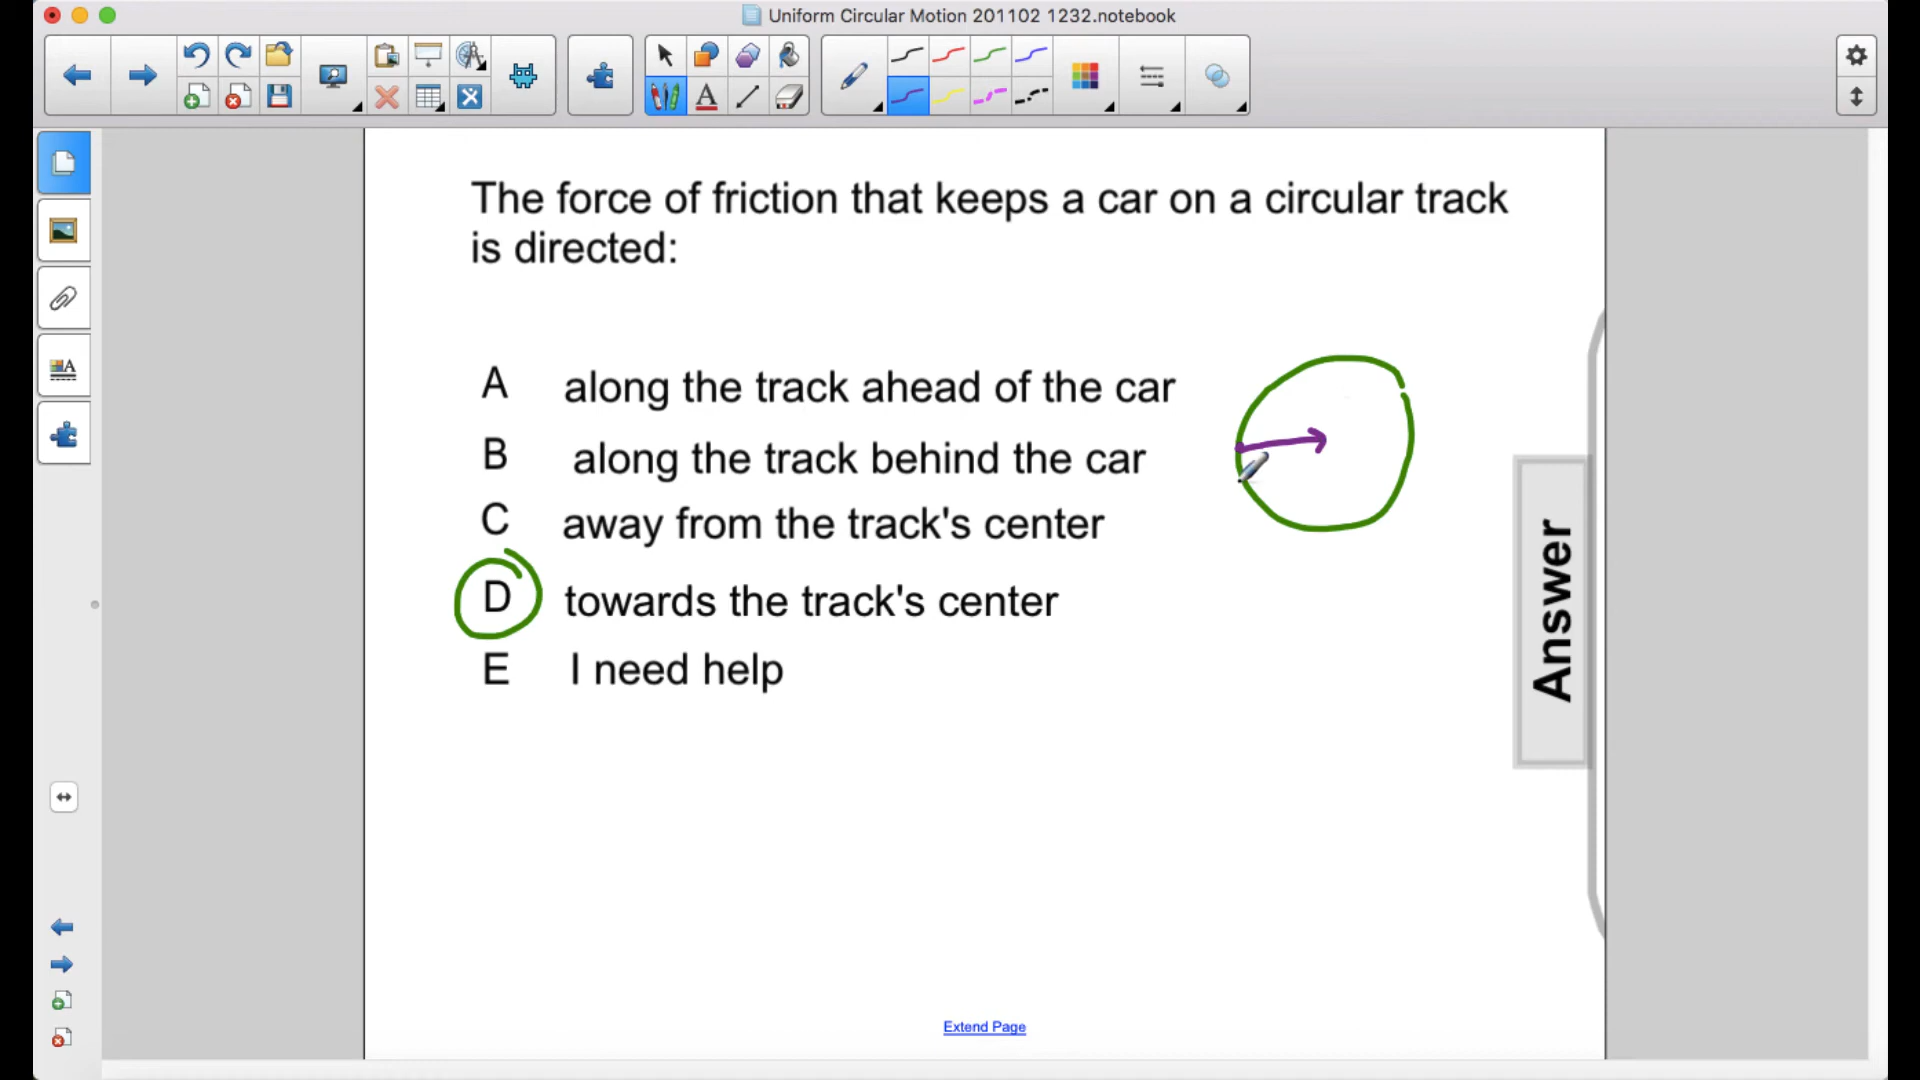 Uniform Circular Motion 201102 1232.notebook
The force of friction that keeps a car on a circular track
is directed:
A along the track ahead of the car
B along the track behind the car
C away from the track's center
D towards the track's center
E I need help
Answer
Extend Page